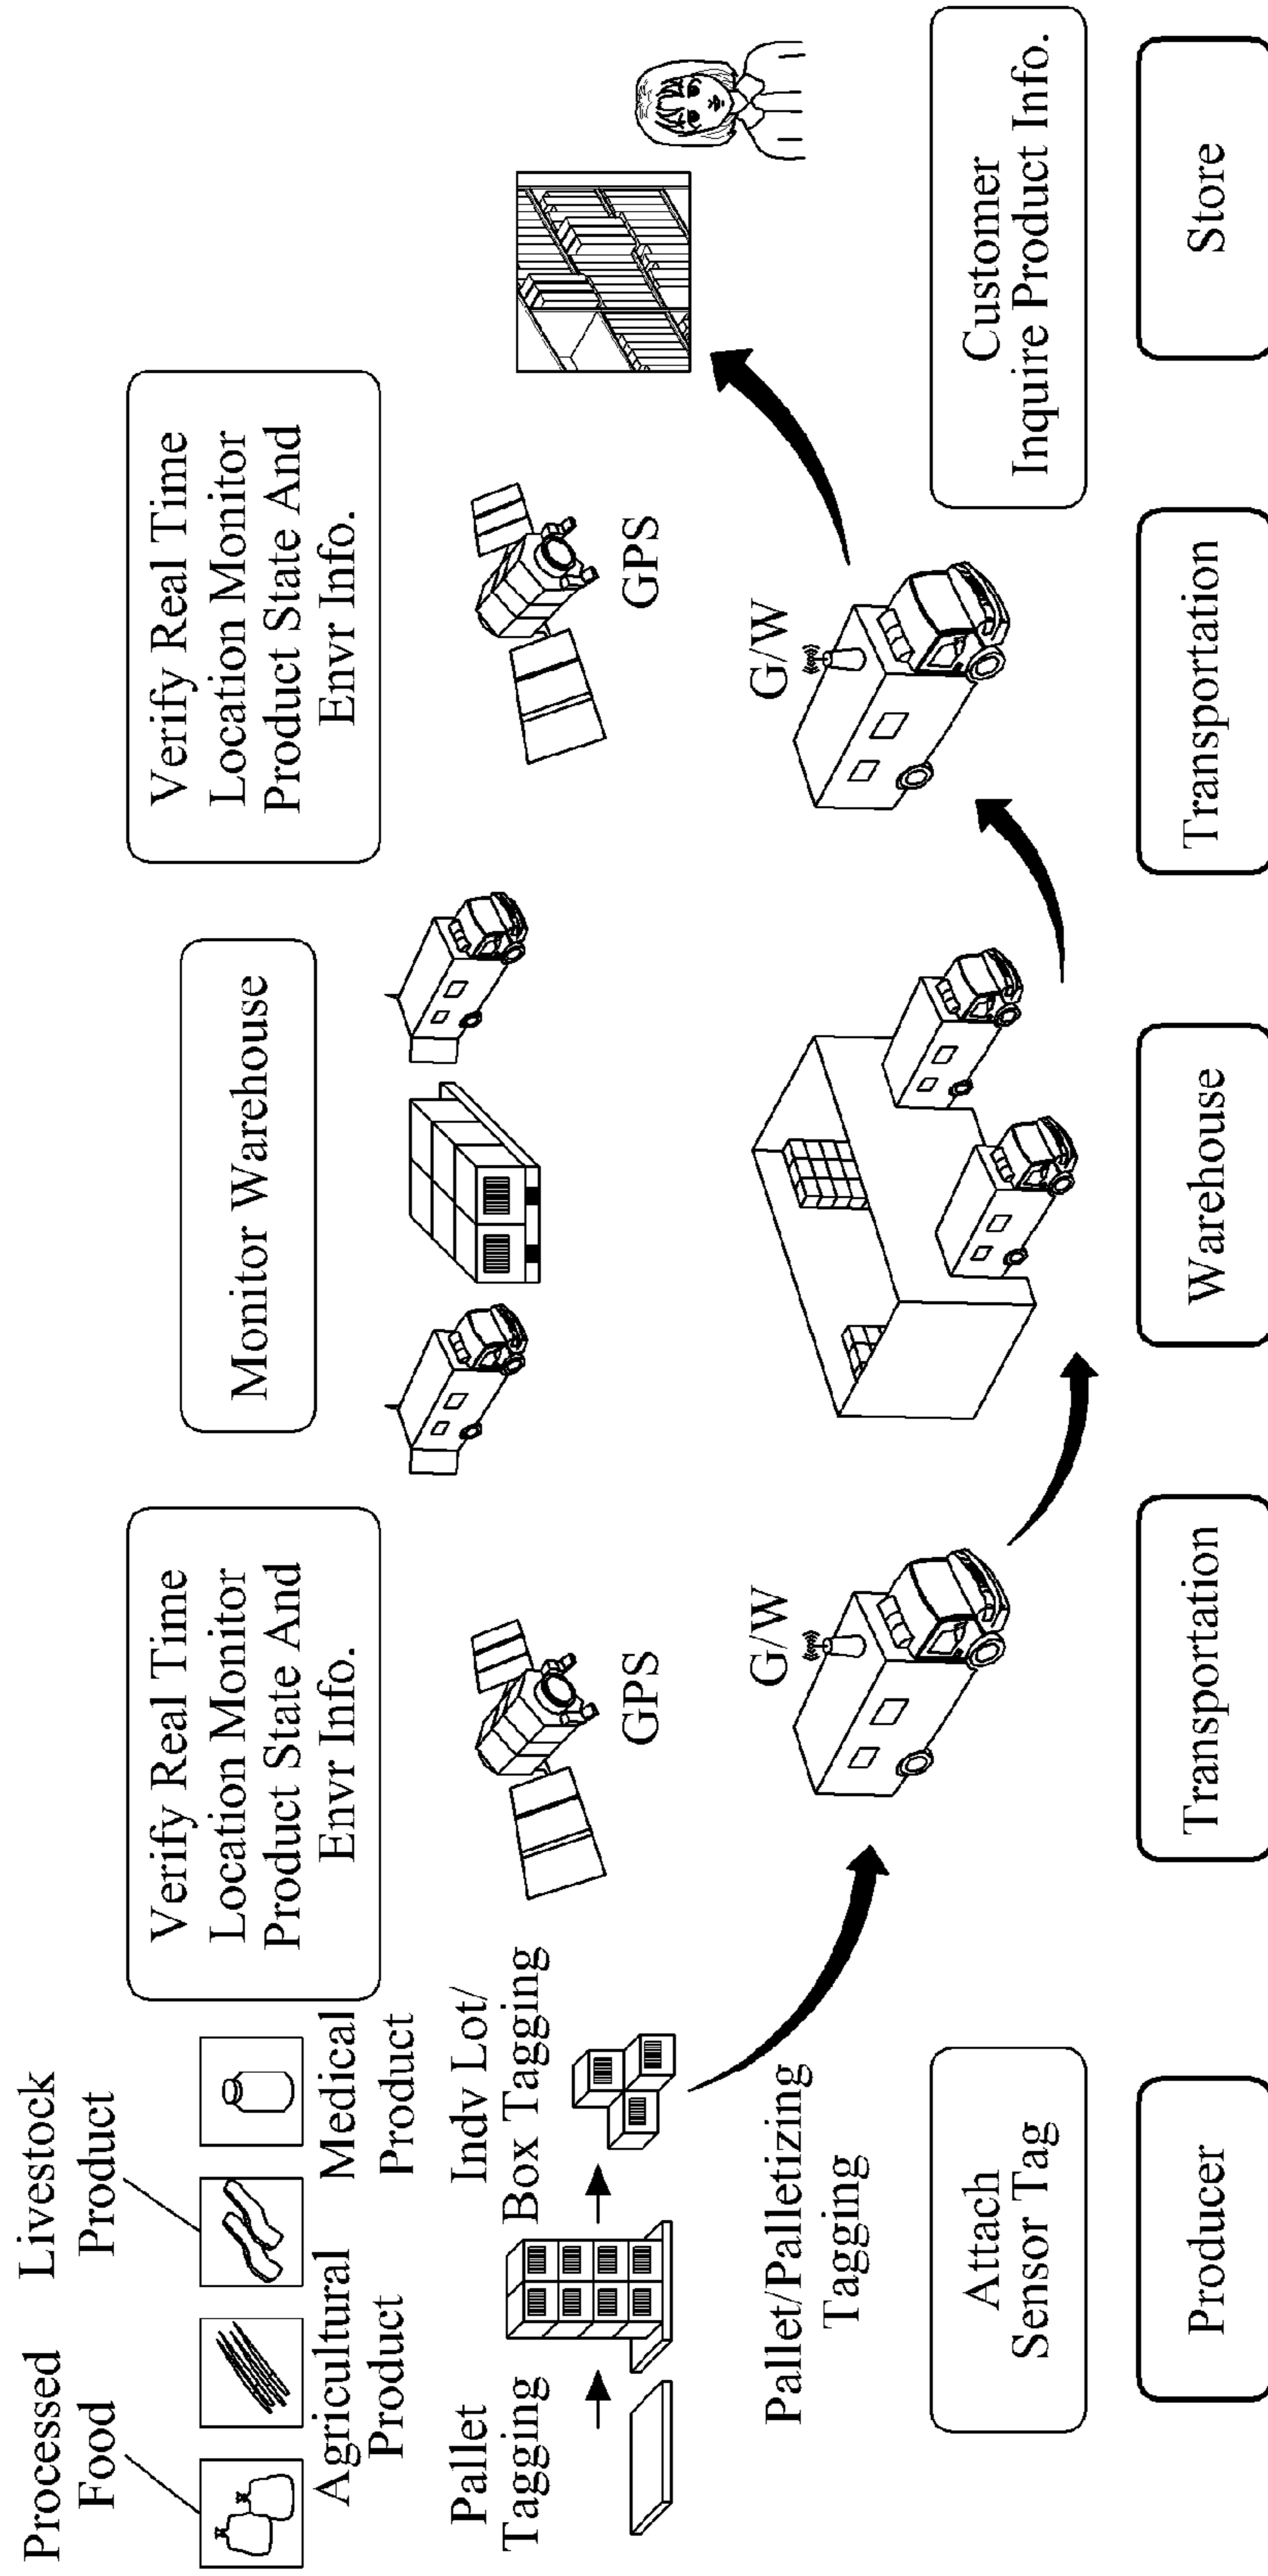 Processed
Food
Livestock
Product
Agricultural
Product
Medical
Product
Pallet
Tagging
Indv Lot/
Box Tagging
Pallet/Palletizing
Tagging
Attach
Sensor Tag
Producer
Verify Real Time
Location Monitor
Product State And
Envr Info.
GPS
G/W
Transportation
Monitor Warehouse
Warehouse
Verify Real Time
Location Monitor
Product State And
Envr Info.
GPS
G/W
Transportation
Customer
Inquire Product Info.
Store